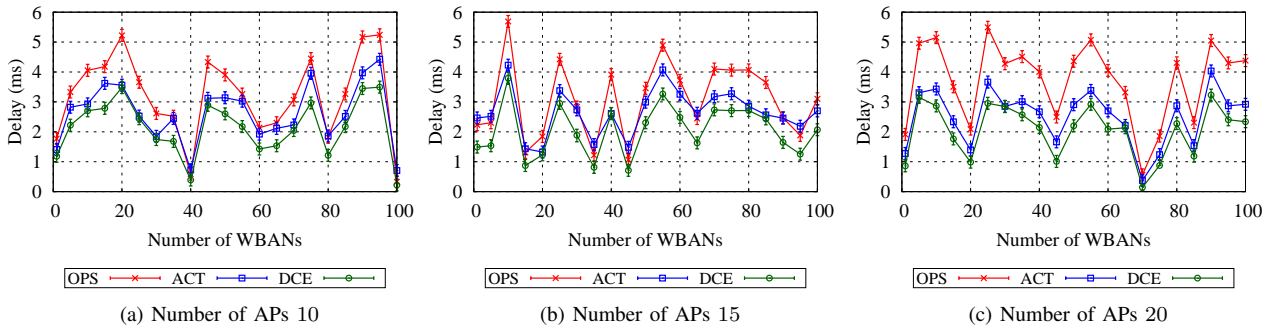 6
5
4
3
2
1
0
Delay (ms)
0 20 40 60 80 100
Number of WBANs
OPS ACT DCE
(a) Number of APs 10
6
5
4
3
2
1
0
Delay (ms)
0 20 40 60 80 100
Number of WBANs
OPS ACT DCE
(b) Number of APs 15
6
5
4
3
2
1
0
Delay (ms)
0 20 40 60 80 100
Number of WBANs
OPS ACT DCE
(c) Number of APs 20